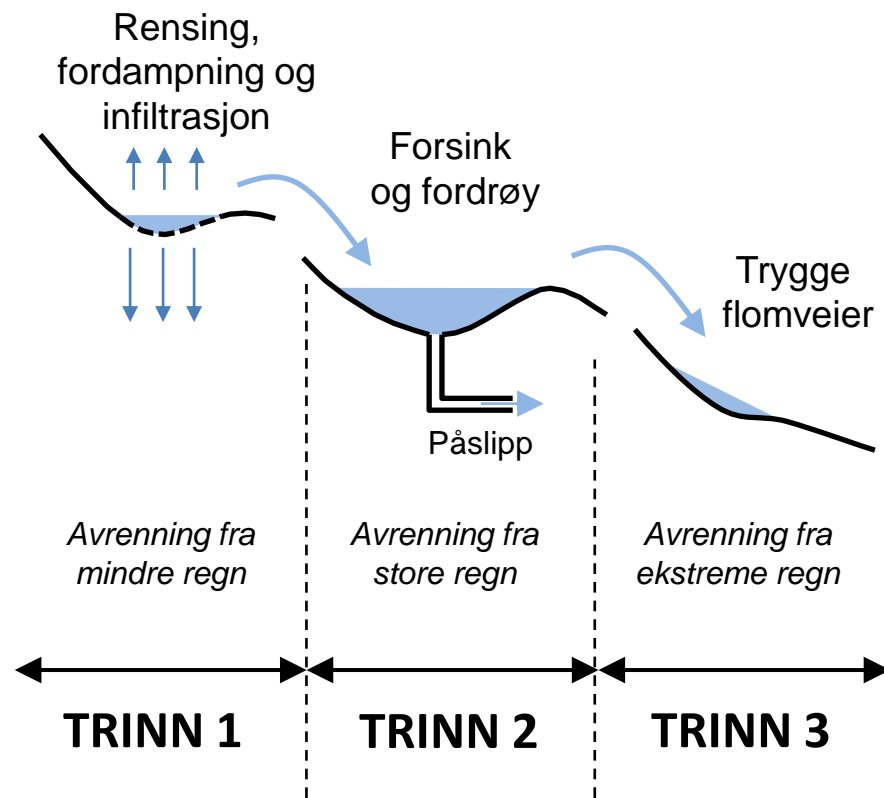 Rensing,
fordampning og
infiltrasjon
Forsink
og fordrøy
Trygge
flomveier
Påslipp
Avrenning fra
mindre regn
Avrenning fra
store regn
Avrenning fra
ekstreme regn
TRINN 1
TRINN 2
TRINN 3